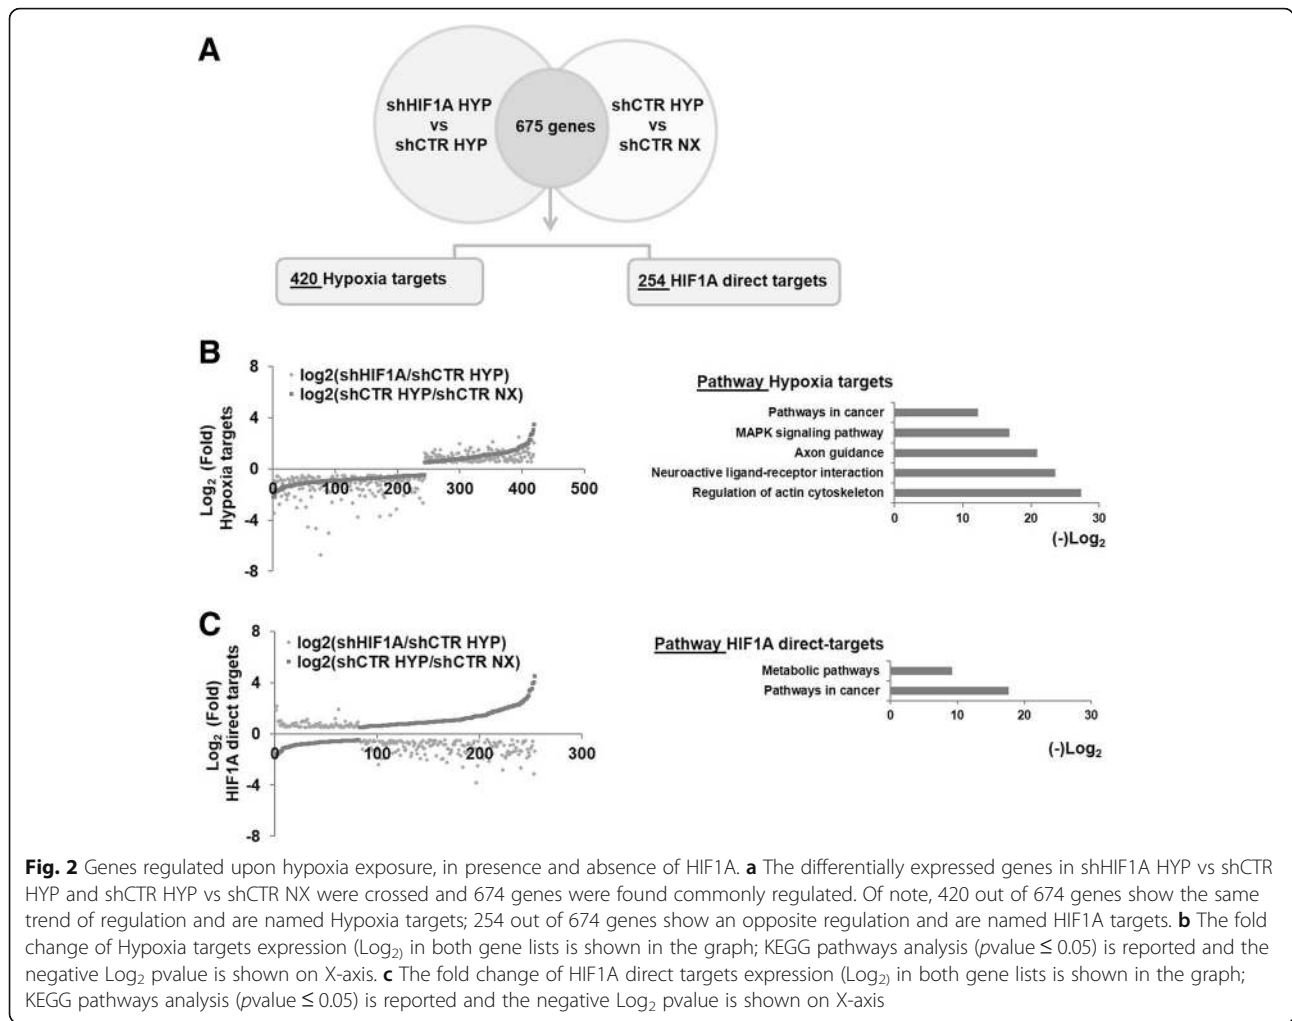 A
shHIF1A HYP
vs
shCTR HYP
675 genes
shCTR HYP
vs
shCTR NX
420 Hypoxia targets
254 HIF1A direct targets
B
Log2 (Fold)
Hypoxia targets
8
4
0
-4
-8
log2(shHIF1A/shCTR HYP)
log2(shCTR HYP/shCTR NX)
0 100 200 300 400 500
Pathway Hypoxia targets
Pathways in cancer
MAPK signaling pathway
Axon guidance
Neuroactive ligand-receptor interaction
Regulation of actin cytoskeleton
0 10 20 30
(-)Log2
C
Log2 (Fold)
HIF1A direct targets
8
4
0
-4
-8
log2(shHIF1A/shCTR HYP)
log2(shCTR HYP/shCTR NX)
0 100 200 300
Pathway HIF1A direct-targets
Metabolic pathways
Pathways in cancer
0 10 20 30
(-)Log2
Fig. 2 Genes regulated upon hypoxia exposure, in presence and absence of HIF1A. a The differentially expressed genes in shHIF1A HYP vs shCTR
HYP and shCTR HYP vs shCTR NX were crossed and 674 genes were found commonly regulated. Of note, 420 out of 674 genes show the same
trend of regulation and are named Hypoxia targets; 254 out of 674 genes show an opposite regulation and are named HIF1A targets. b The fold
change of Hypoxia targets expression (Log2) in both gene lists is shown in the graph; KEGG pathways analysis (pvalue ≤ 0.05) is reported and the
negative Log2 pvalue is shown on X-axis. c The fold change of HIF1A direct targets expression (Log2) in both gene lists is shown in the graph;
KEGG pathways analysis (pvalue ≤ 0.05) is reported and the negative Log2 pvalue is shown on X-axis